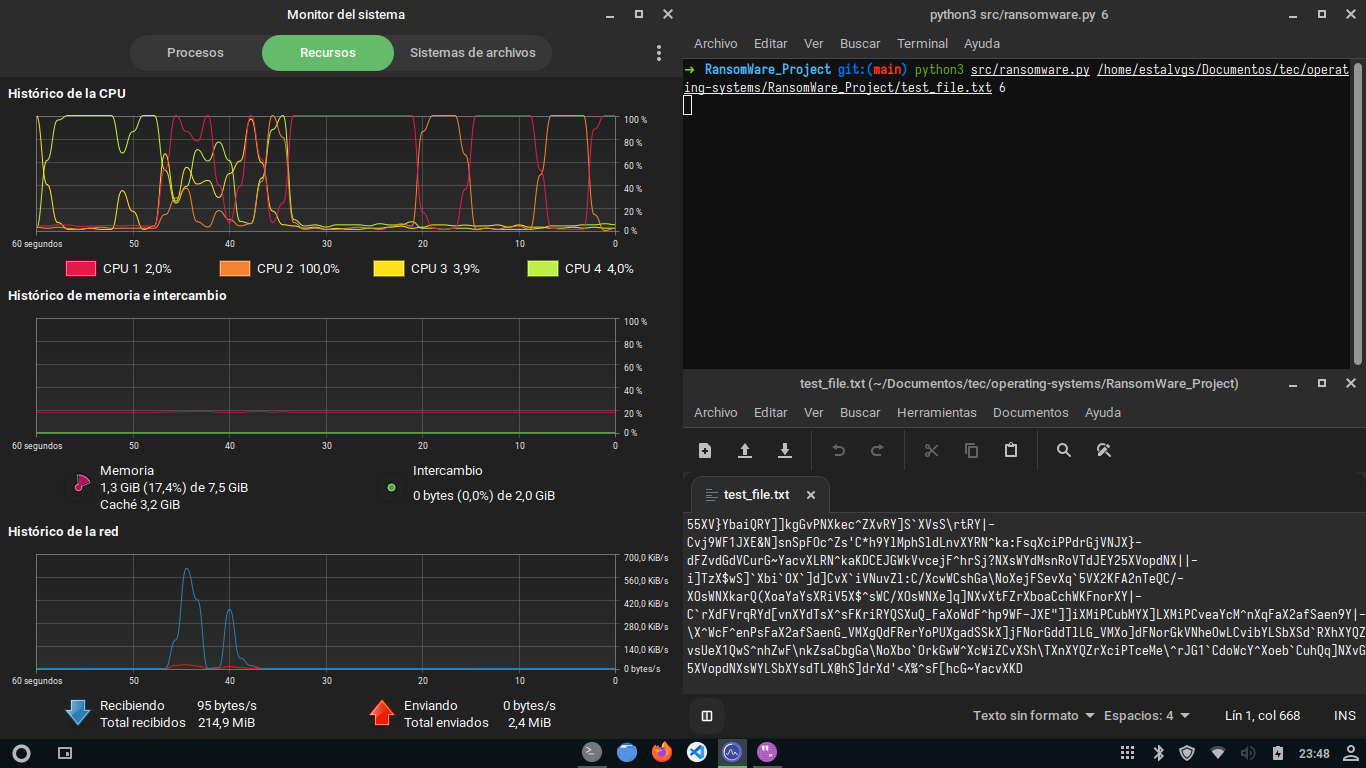 Monitor del sistema
Procesos
Recursos
Sistemas de archivos
Histórico de la CPU
100 %
80 %
60 %
40 %
20 %
0 %
60 segundos
50
40
30
20
10
0
CPU 1 2,0%
CPU 2 100,0%
CPU 3 3,9%
CPU 4 4,0%
Histórico de memoria e intercambio
100 %
80 %
60 %
40 %
20 %
0 %
60 segundos
50
40
30
20
10
0
Memoria
1,3 GiB (17,4%) de 7,5 GiB
Caché 3,2 GiB
Intercambio
0 bytes (0,0%) de 2,0 GiB
Histórico de la red
700,0 KiB/s
560,0 KiB/s
420,0 KiB/s
280,0 KiB/s
140,0 KiB/s
0 bytes/s
60 segundos
50
40
30
20
10
0
Recibiendo 95 bytes/s
Total recibidos 214,9 MiB
Enviando 0 bytes/s
Total enviados 2,4 MiB
python3 src/ransomware.py 6
Archivo Editar Ver Buscar Terminal Ayuda
➜ RansomWare_Project git:(main) python3 src/ransomware.py /home/estalvgs/Documentos/tec/operat
ing-systems/RansomWare_Project/test_file.txt 6
test_file.txt (~/Documentos/tec/operating-systems/RansomWare_Project)
Archivo Editar Ver Buscar Herramientas Documentos Ayuda
test_file.txt
55XV}YbaiQRY]]kgGvPNXkec^ZXvRY]S`XVsS\rtRY|-
Cvj9WF1JXE&N]snSpFOc^Zs'C*h9YlMphSldLnvXYRN^ka:FsqXciPPdrGjVNJX}-
dFZvdGdVCurG~YacvXLRN^kaKDCEJGWkVvcejF^hrSj?NXsWYdMsnRoVTdJEY25XVopdNX||-
i]TzX$wS]`Xbi`OX`]d]CvX`iVNuvZl:C/XcwWCshGa\NoXejFSevXq`5VX2KFA2nTeQC/-
XOsWNXkarQ(XoaYaYsXRiV5X$^sWC/XOsWNXe]q]NXvXtFZrXboaCchWKFnorXY|-
C`rXdFVrqRYd[vnXYdTsX^sFKriRYQSXuQ_FaXoWdF^hp9WF-JXE"]]iXMiPCubMYX]LXMiPCveaYcM^nXqFaX2afSaen9Y|-
\X^WcF^enPsFaX2afSaenG_VMXgQdFRerYoPUXgadSSkX]jFNorGddTlLG_VMXo]dFNorGkVNheOwLCvibYLSbXSd`RXhXYQZ
vsUeX1QwS^nhZwF\nkZsaCbgGa\NoXbo`OrkGwW^XcWiZCvXSh\TXnXYQZrXciPTceMe\^rJG1`CdoWcY^Xoeb`CuhQq]NXvG
5XVopdNXsWYLSbXYsdTLX@hS]drXd'<X%^sF[hcG~YacvXKD
Texto sin formato
Espacios: 4
Lín 1, col 668
INS
23:48